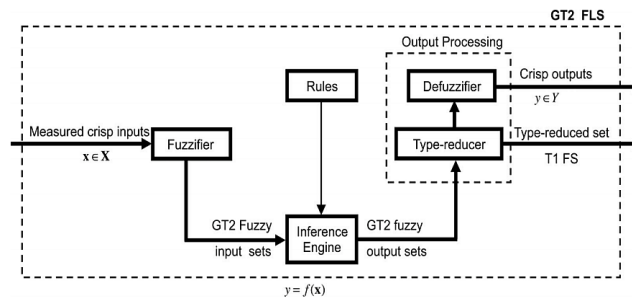 GT2 FLS
Output Processing
Rules
Defuzzifier
Crisp outputs
y ∈ Y
Measured crisp inputs
x ∈ X
Fuzzifier
Type-reducer
Type-reduced set
T1 FS
GT2 Fuzzy
input sets
Inference
Engine
GT2 fuzzy
output sets
y = f(x)